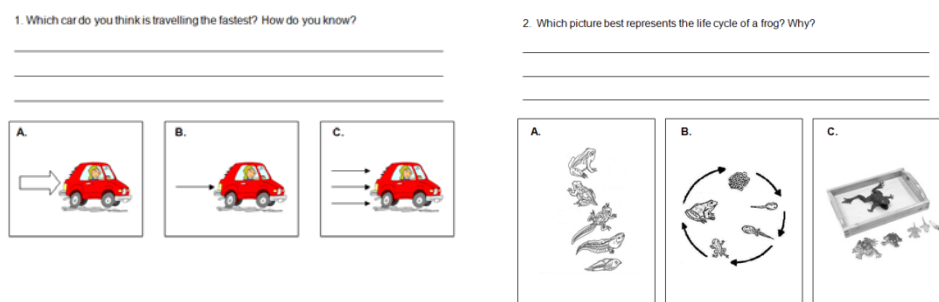 1. Which car do you think is travelling the fastest? How do you know?
A.
B.
C.
2. Which picture best represents the life cycle of a frog? Why?
A.
B.
C.